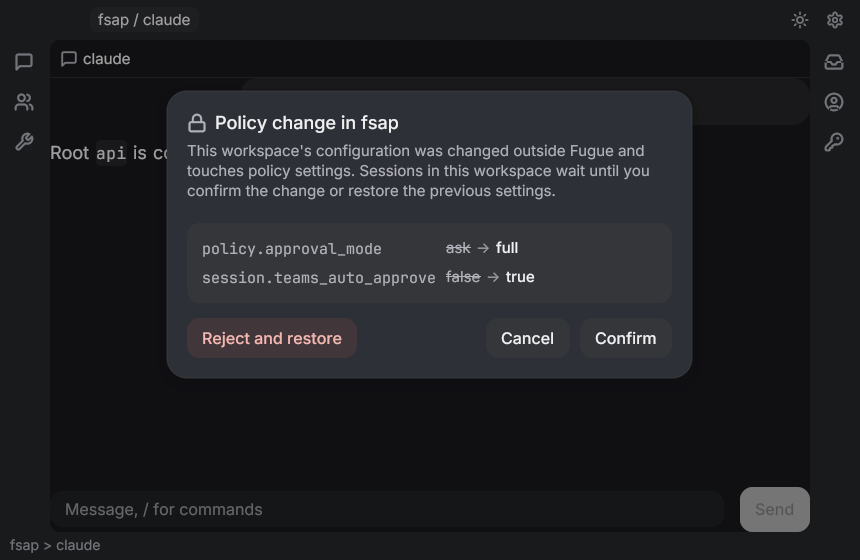 fsap / claude
claude
Policy change in fsap
This workspace's configuration was changed outside Fugue and
touches policy settings. Sessions in this workspace wait until you
confirm the change or restore the previous settings.
Root api is co
policy.approval_mode ask → full
session.teams_auto_approve false → true
Reject and restore Cancel Confirm
Message, / for commands Send
fsap > claude